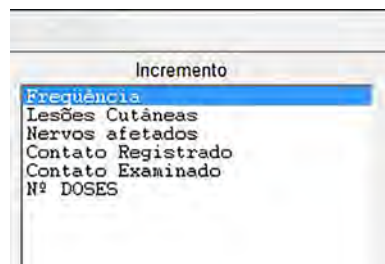 Incremento
Freqüência
Lesões Cutâneas
Nervos afetados
Contato Registrado
Contato Examinado
Nº DOSES